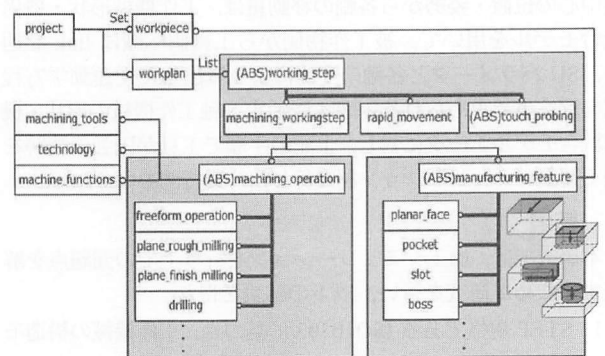 project
Set
workpiece
workplan
List
(ABS)working_step
machining_tools
technology
machine_functions
machining_workingstep
rapid_movement
(ABS)touch_probing
(ABS)machining_operation
(ABS)manufacturing_feature
freeform_operation
plane_rough_milling
plane_finish_milling
drilling
planar_face
pocket
slot
boss